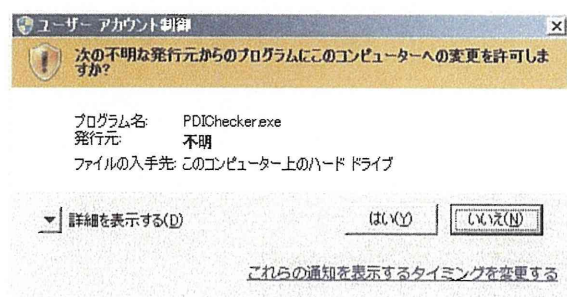 ユーザー アカウント制御
次の不明な発行元からのプログラムにこのコンピューターへの変更を許可しま
すか?
プログラム名: PDIChecker.exe
発行元: 不明
ファイルの入手先: このコンピューター上のハード ドライブ
詳細を表示する(D)
はい(Y)
いいえ(N)
これらの通知を表示するタイミングを変更する